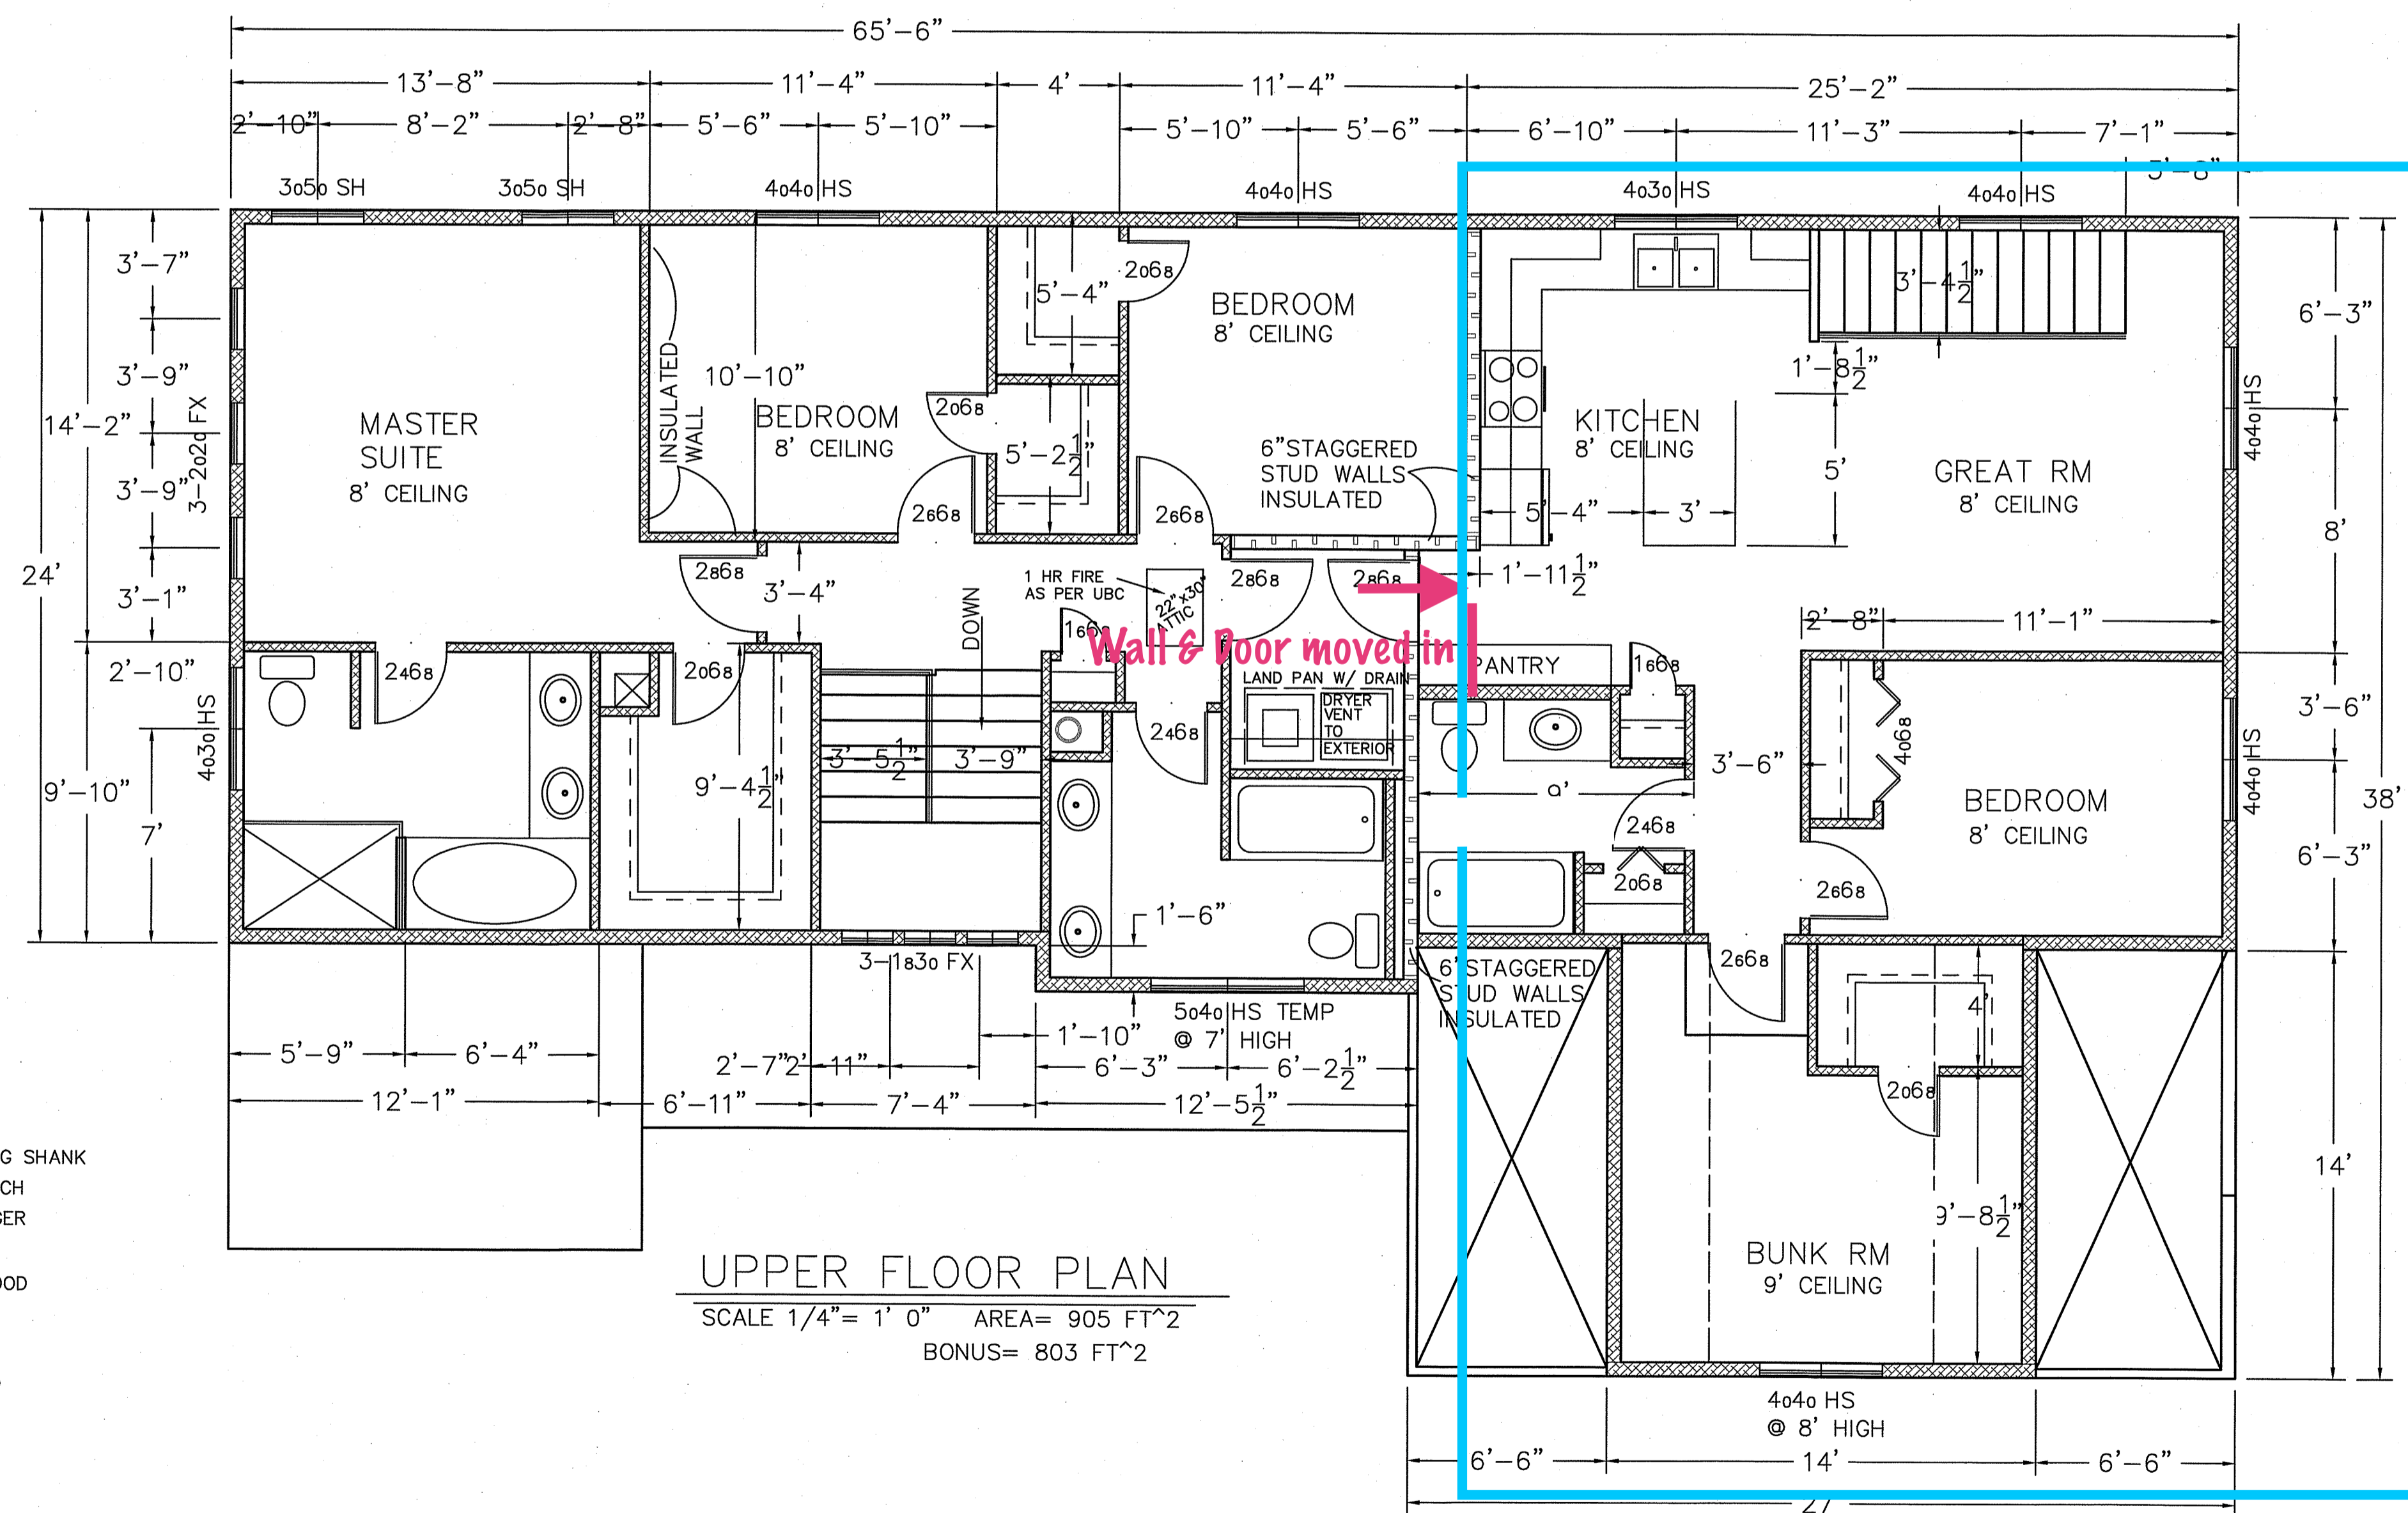 65'-6"
13'-8" 11'-4" 4' 11'-4" 25'-2"
2'-10" 8'-2" 2'-8" 5'-6" 5'-10" 5'-10" 5'-6" 6'-10" 11'-3" 7'-1"
3050 SH 3050 SH 4040 HS 4040 HS 4030 HS 4040 HS
3'-7"
3'-9"
3'-9"
3'-1"
14'-2"
24'
2'-10"
9'-10"
7'
3-2020 FX
4030 HS
MASTER
SUITE
8' CEILING
INSULATED
WALL
10'-10"
BEDROOM
8' CEILING
2068
5'-4"
5'-2 1/2"
2068
BEDROOM
8' CEILING
6"STAGGERED
STUD WALLS
INSULATED
2668
2668
KITCHEN
8' CEILING
3'-4 1/2"
1'-8 1/2"
5'
5'-4" 3'
GREAT RM
8' CEILING
6'-3"
4040 HS
8'
2868
3'-4"
DOWN
1 HR FIRE
AS PER UBC
22"x30"
ATTIC
2868
2868
1'-11 1/2"
1668
Wall & Door moved in
PANTRY
1668
2'-8" 11'-1"
2468
2068
LAND PAN W/ DRAIN
DRYER
VENT
TO
EXTERIOR
2468
3'-5 1/2" 3'-9"
9'-4 1/2"
3'-6"
4068
3'-6"
4040 HS
38'
BEDROOM
8' CEILING
2468
2068
2668
6'-3"
1'-6"
3-1830 FX
6"STAGGERED
STUD WALLS
INSULATED
2668
4'
5040 HS TEMP
@ 7' HIGH
1'-10"
5'-9" 6'-4" 2'-7" 2'-11" 6'-3" 6'-2 1/2"
12'-1" 6'-11" 7'-4" 12'-5 1/2"
2068
14'
9'-8 1/2"
G SHANK
CH
GER
OOD
UPPER FLOOR PLAN
SCALE 1/4"= 1' 0" AREA= 905 FT^2
BONUS= 803 FT^2
BUNK RM
9' CEILING
4040 HS
@ 8' HIGH
6'-6" 14' 6'-6"